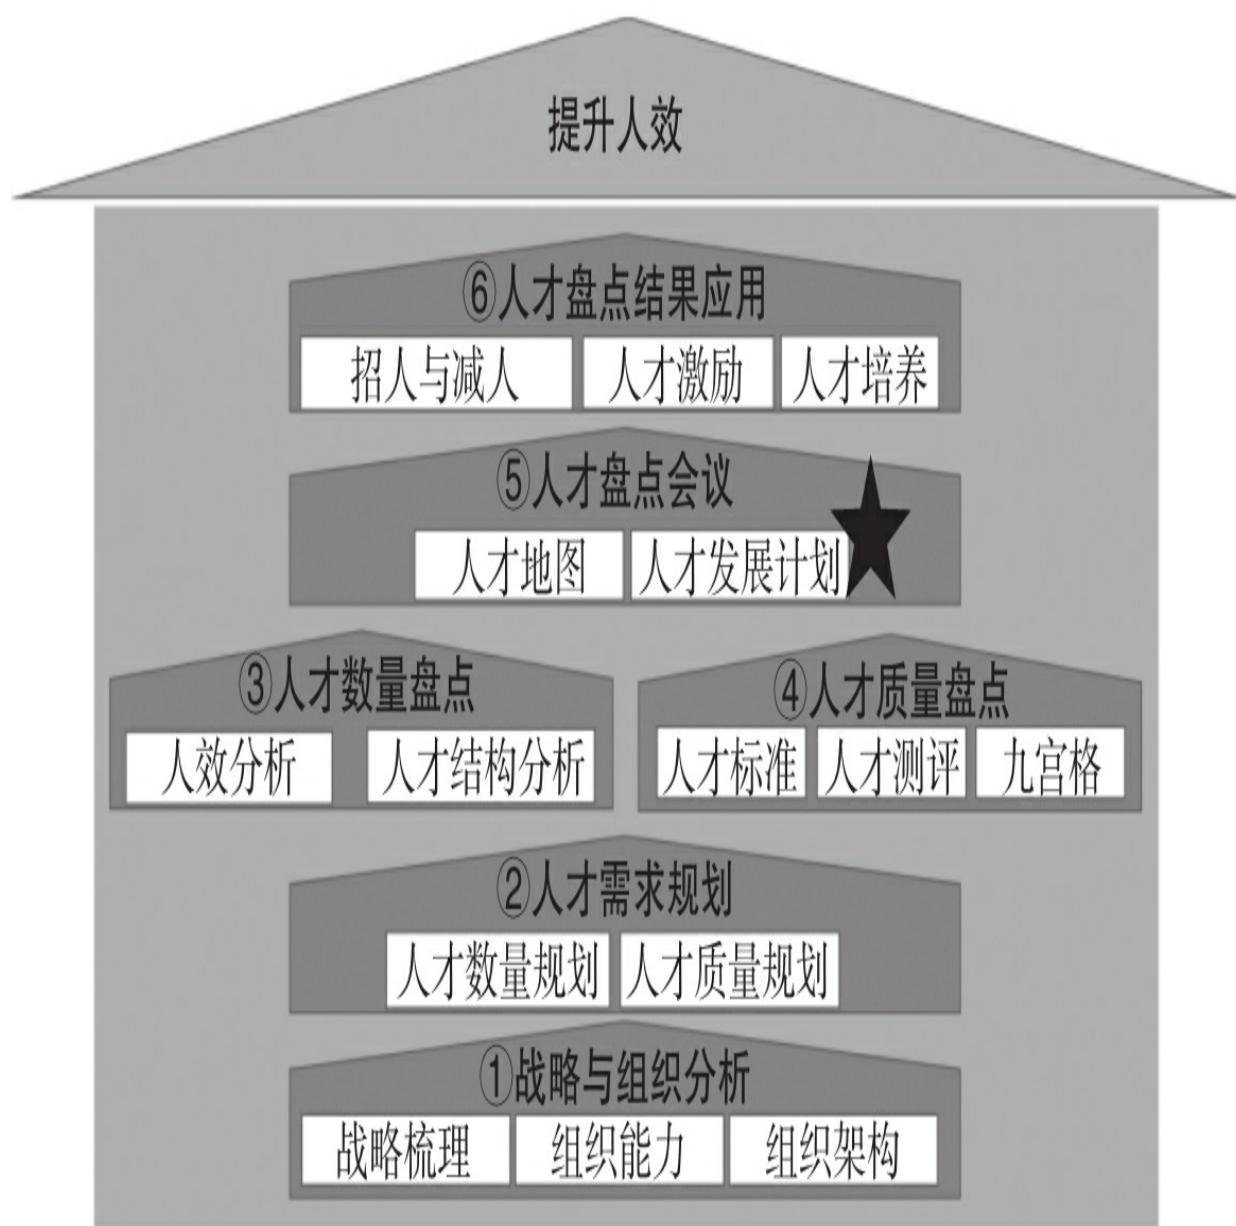 提升人效
⑥人才盘点结果应用
招人与减人 人才激励 人才培养
⑤人才盘点会议
人才地图 人才发展计划
③人才数量盘点 ④人才质量盘点
人效分析 人才结构分析 人才标准 人才测评 九宫格
②人才需求规划
人才数量规划 人才质量规划
①战略与组织分析
战略梳理 组织能力 组织架构